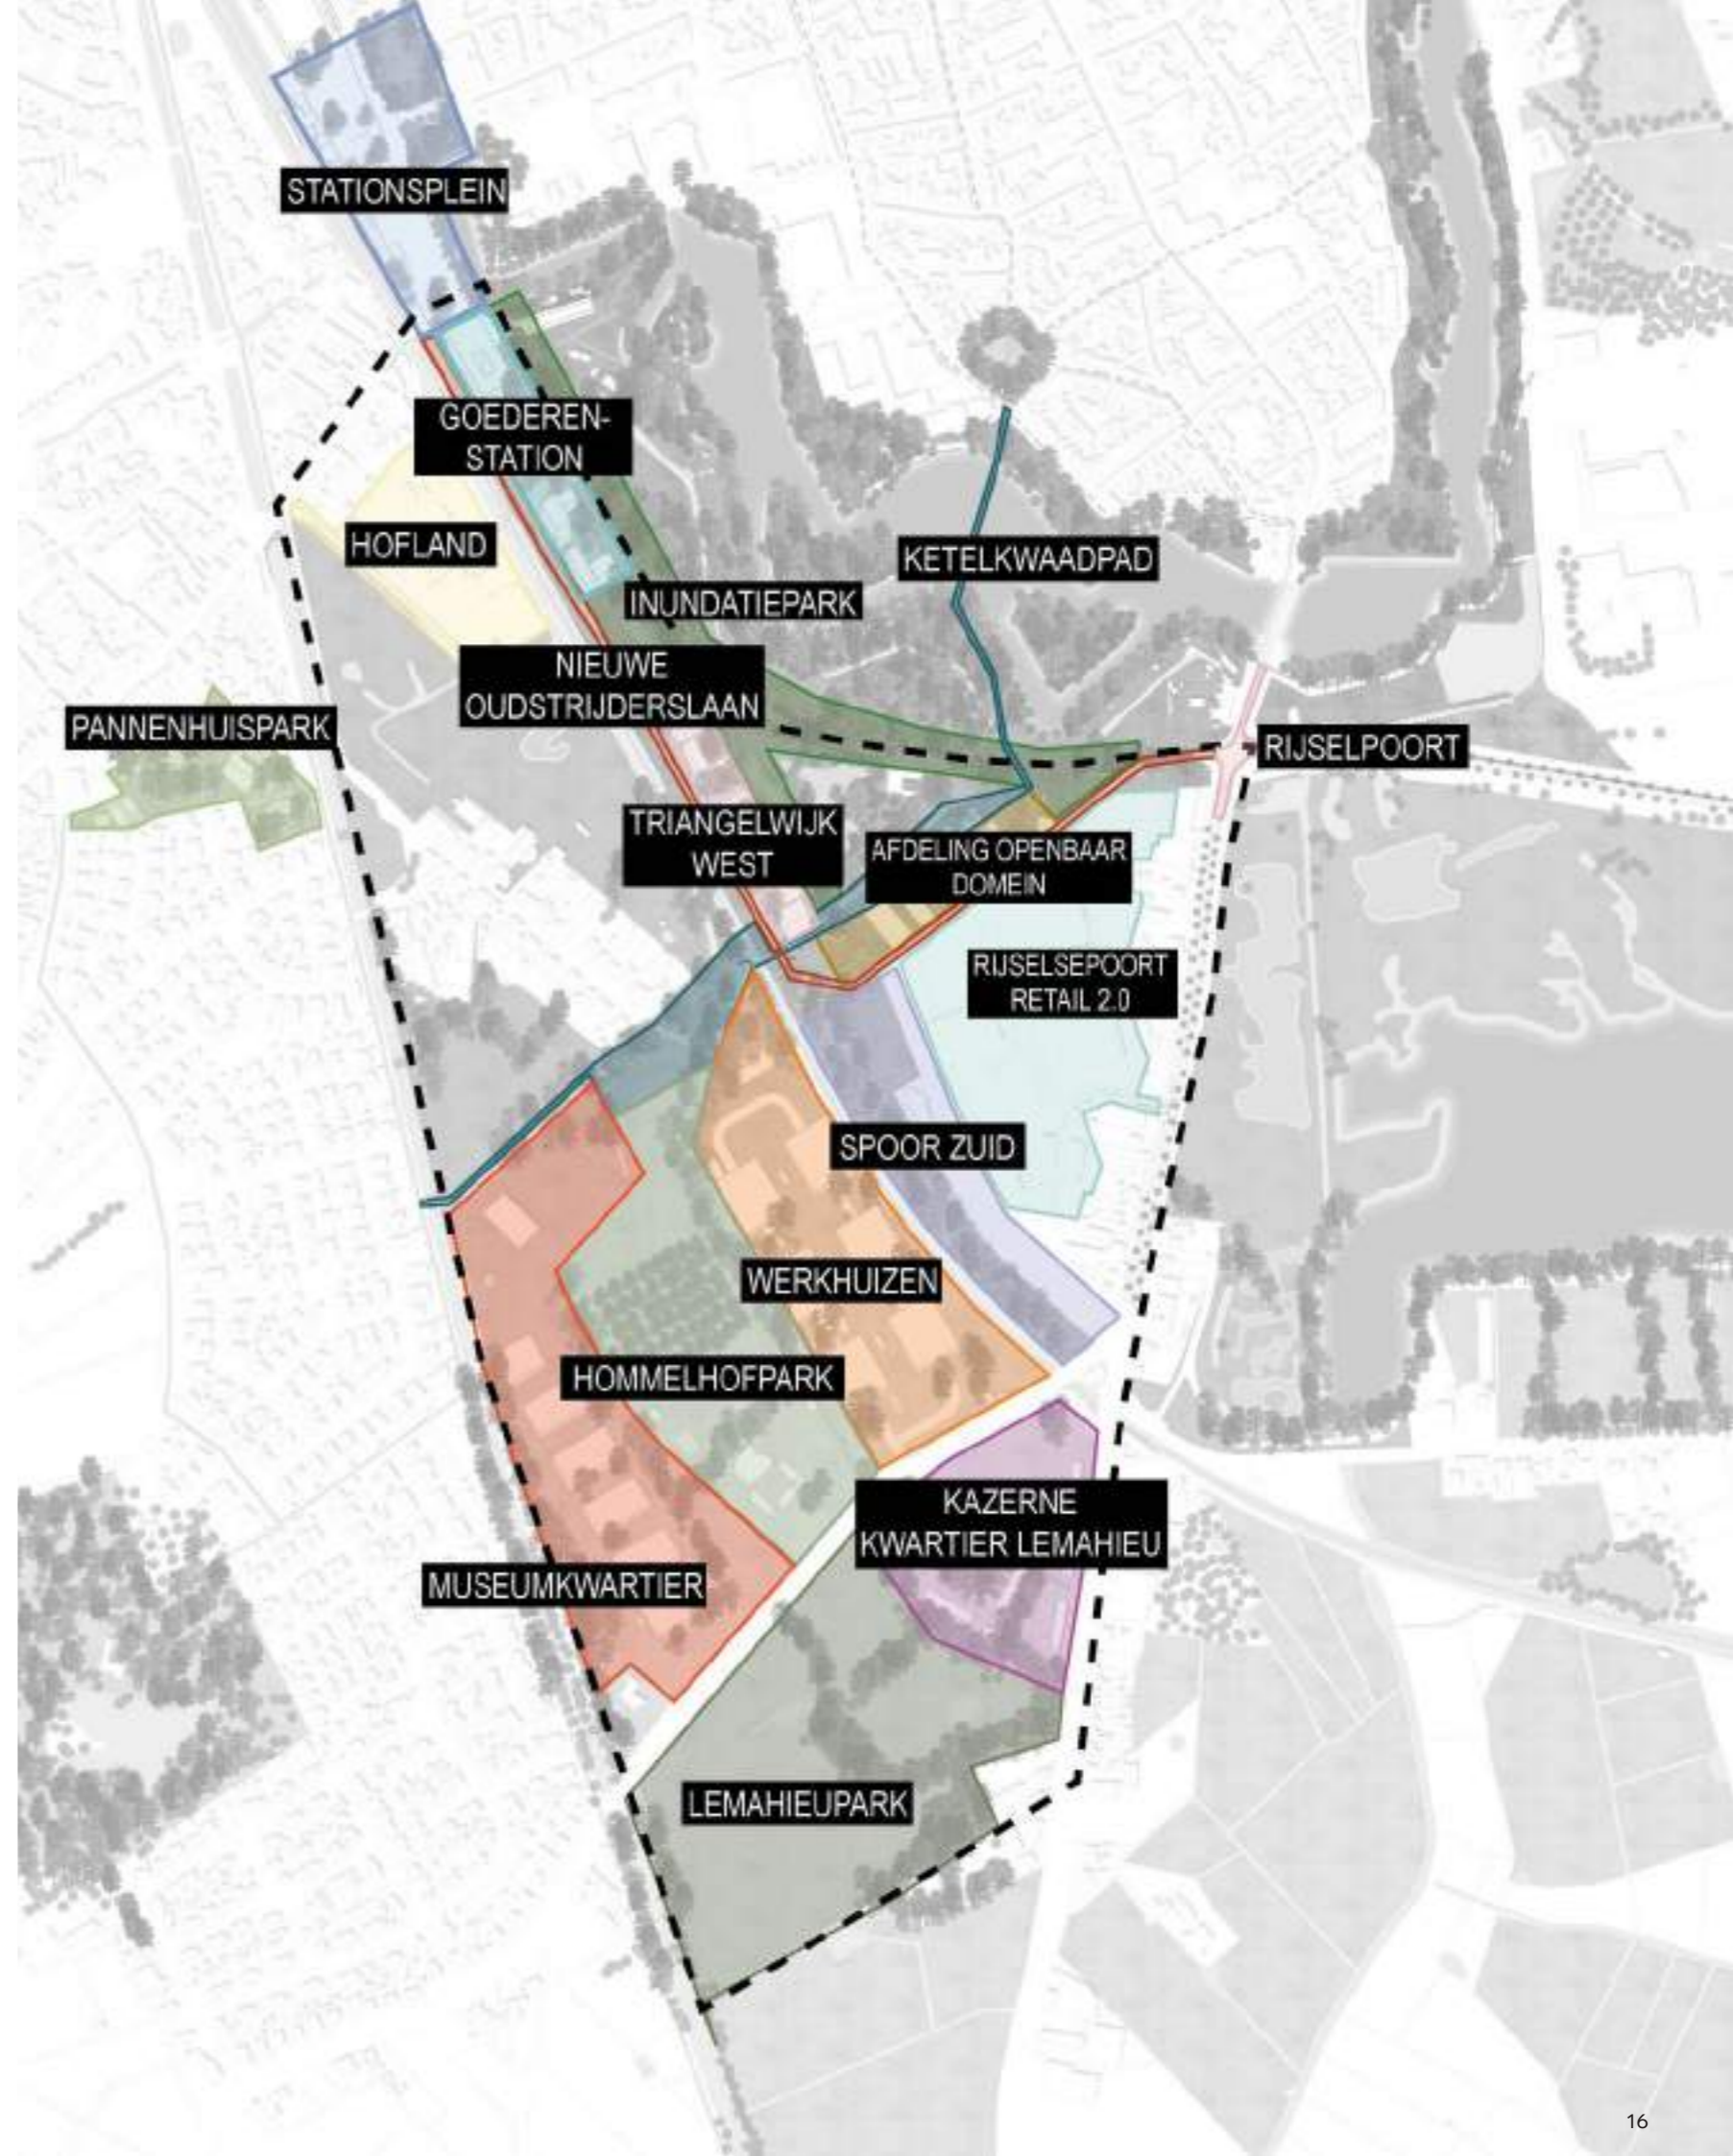 STATIONSPLEIN
GOEDEREN-
STATION
HOFLAND
KETELKWAADPAD
INUNDATIEPARK
NIEUWE
OUDSTRIJDERSLAAN
PANNENHUISPARK
RIJSELPOORT
TRIANGELWIJK
WEST
AFDELING OPENBAAR
DOMEIN
RIJSELSEPOORT
RETAIL 2.0
SPOOR ZUID
WERKHUIZEN
HOMMELHOFPARK
KAZERNE
KWARTIER LEMAHIEU
MUSEUMKWARTIER
LEMAHIEUPARK
16